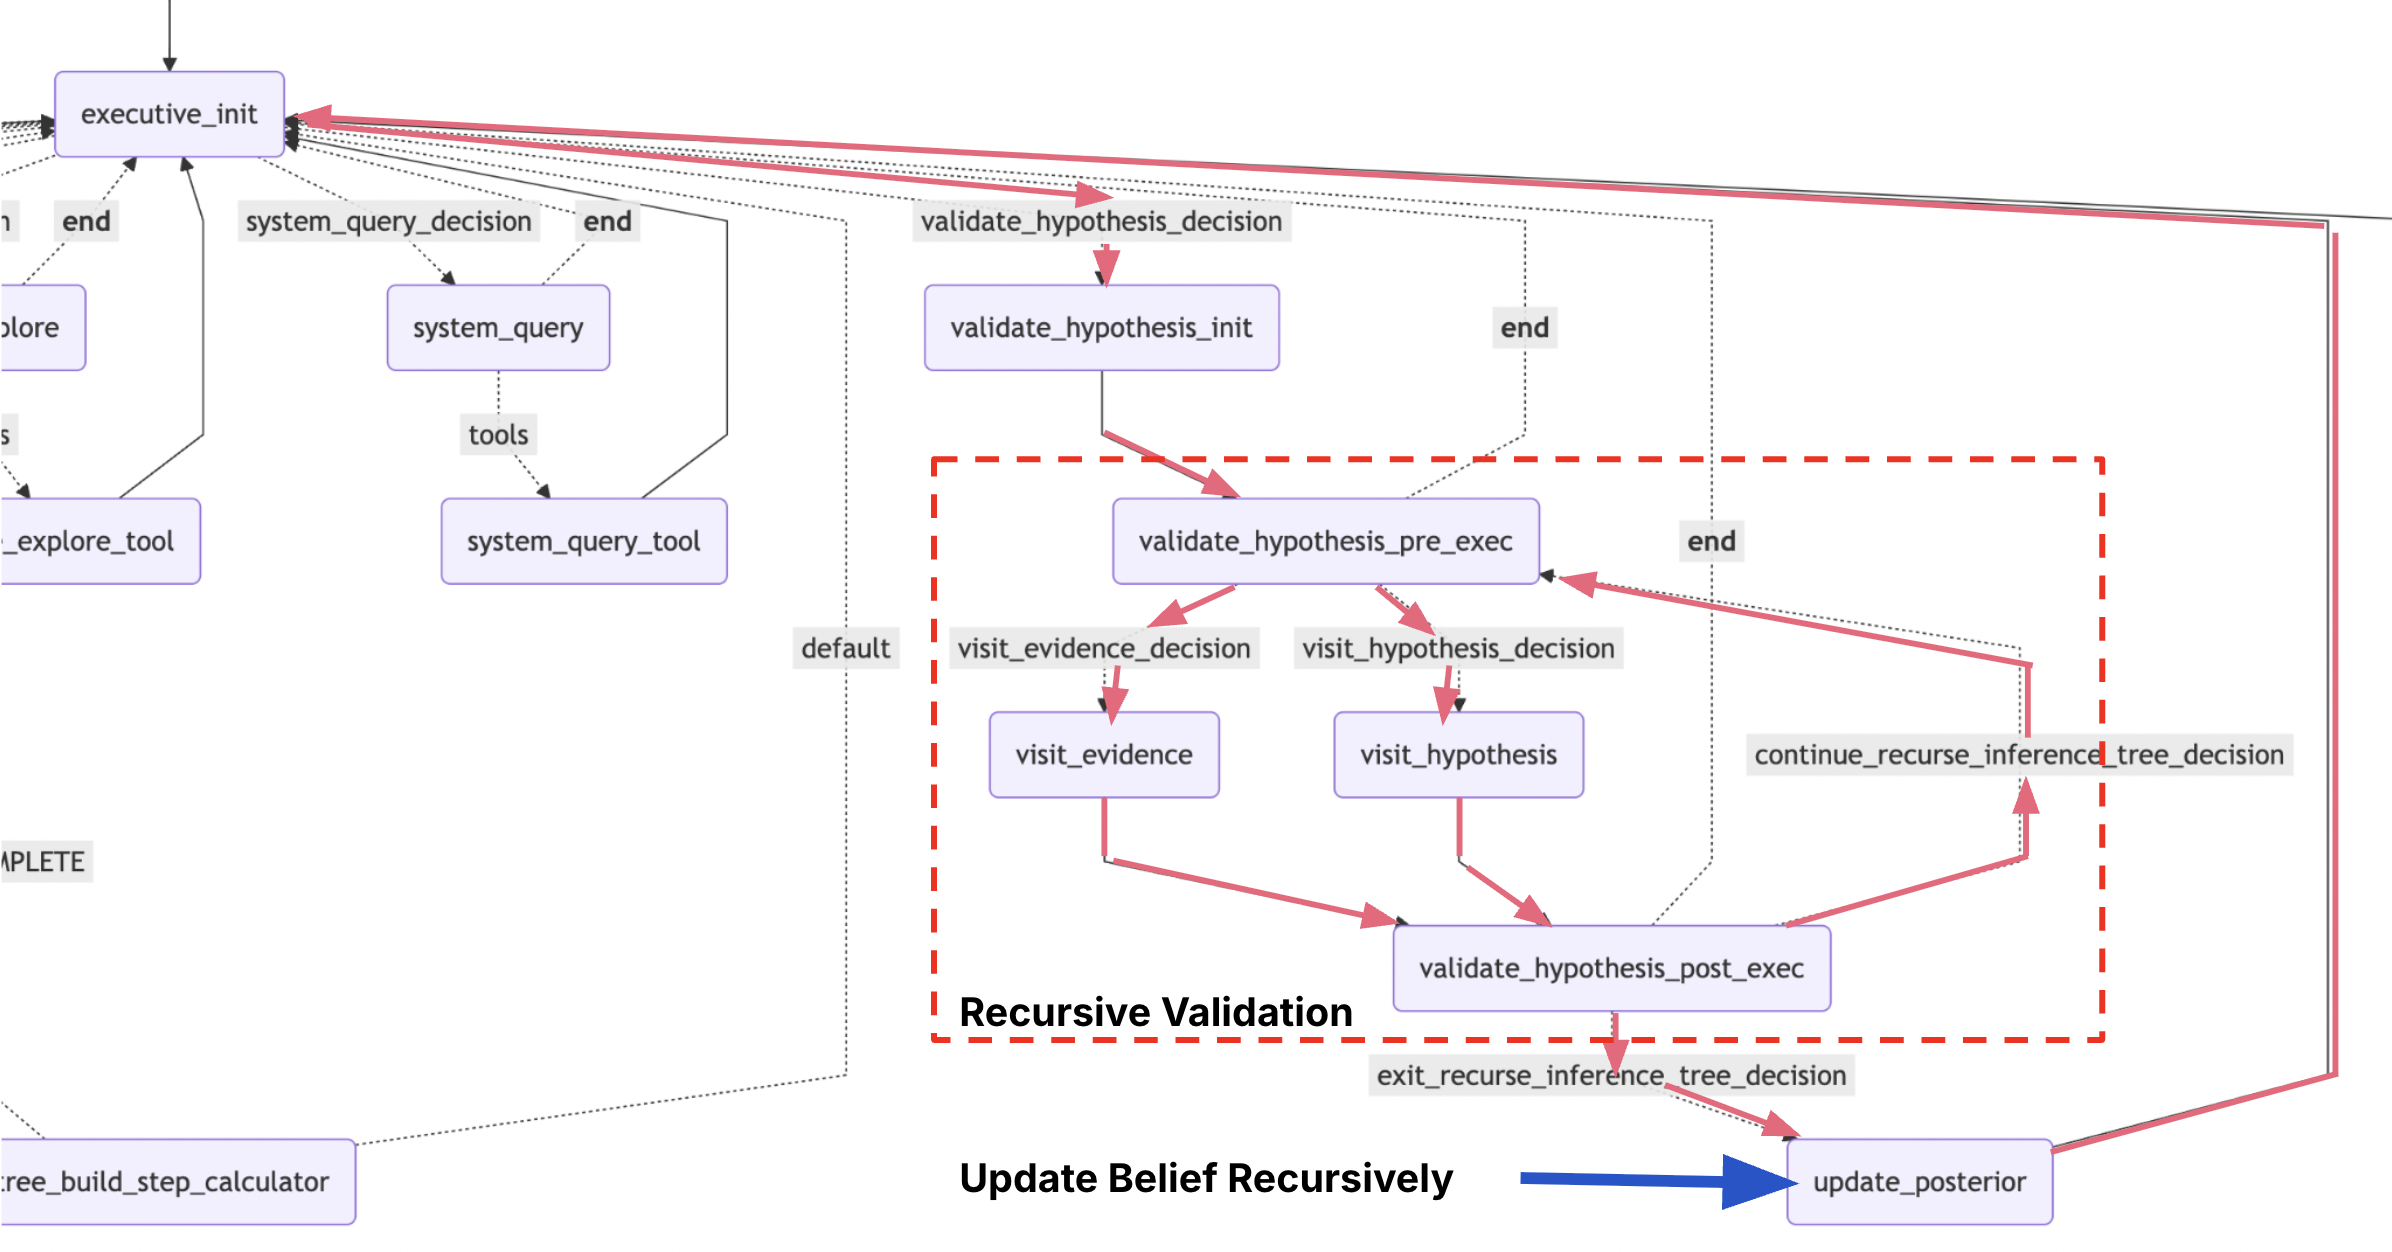 executive_init
n
end
system_query_decision
end
validate_hypothesis_decision
plore
system_query
validate_hypothesis_init
end
s
tools
_explore_tool
system_query_tool
validate_hypothesis_pre_exec
end
default
visit_evidence_decision
visit_hypothesis_decision
visit_evidence
visit_hypothesis
continue_recurse_inference_tree_decision
MPLETE
validate_hypothesis_post_exec
Recursive Validation
exit_recurse_inference_tree_decision
Update Belief Recursively
tree_build_step_calculator
update_posterior